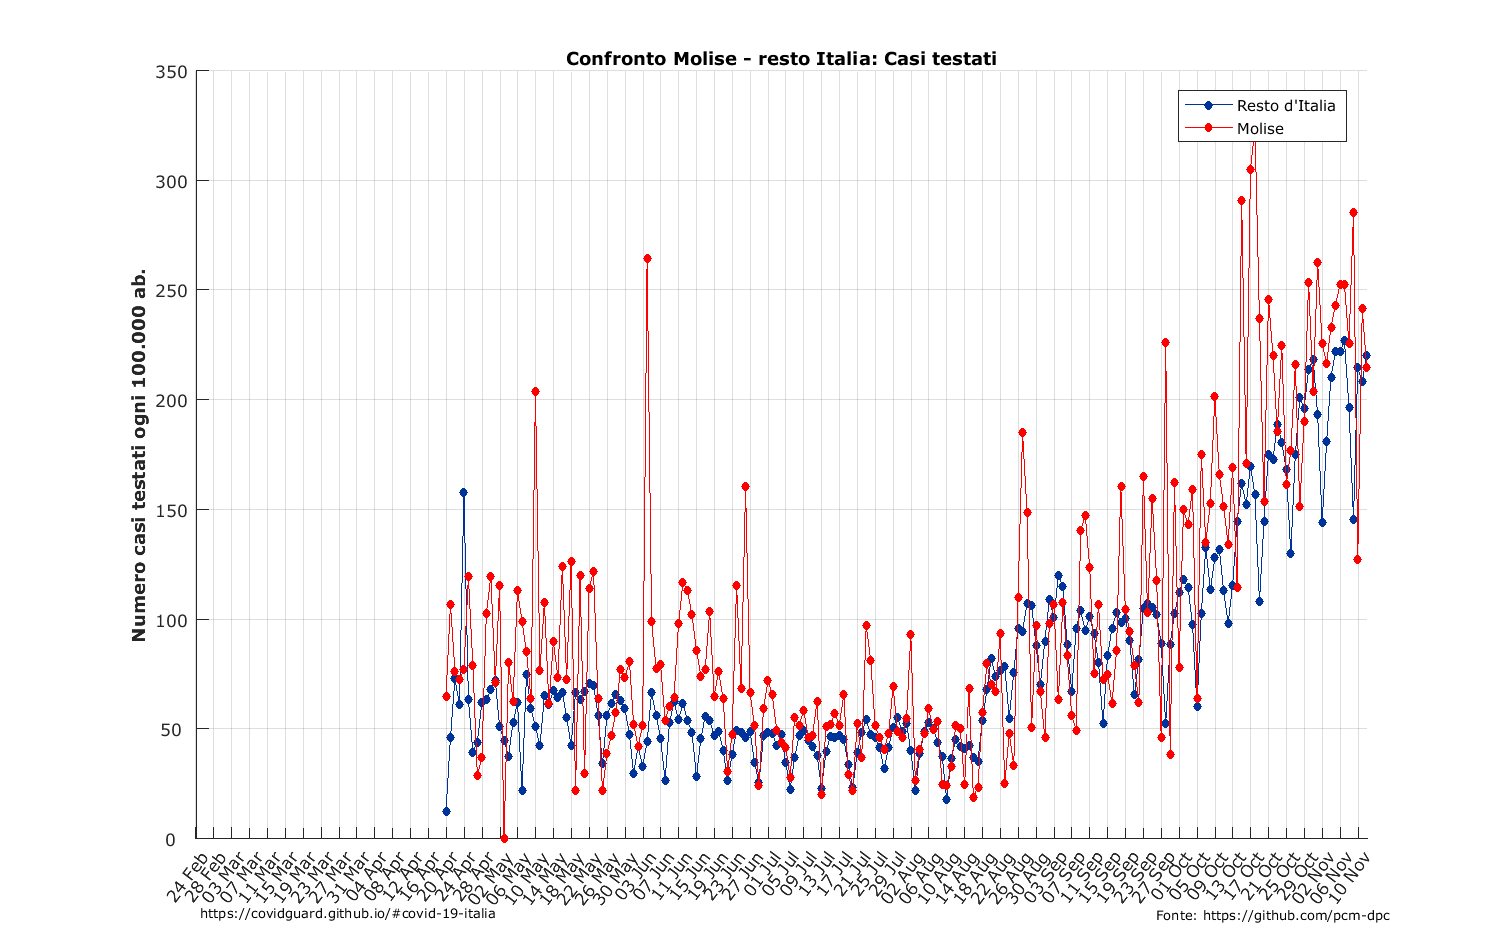 Confronto Molise - resto Italia: Casi testati
Resto d'Italia
Molise
Numero casi testati ogni 100.000 ab.
350
300
250
200
150
100
50
0
24 Feb
28 Feb
03 Mar
07 Mar
11 Mar
15 Mar
19 Mar
23 Mar
27 Mar
31 Mar
04 Apr
08 Apr
12 Apr
16 Apr
20 Apr
24 Apr
28 Apr
02 May
06 May
10 May
14 May
18 May
22 May
26 May
30 May
03 Jun
07 Jun
11 Jun
15 Jun
19 Jun
23 Jun
27 Jun
01 Jul
05 Jul
09 Jul
13 Jul
17 Jul
21 Jul
25 Jul
29 Jul
02 Aug
06 Aug
10 Aug
14 Aug
18 Aug
22 Aug
26 Aug
30 Aug
03 Sep
07 Sep
11 Sep
15 Sep
19 Sep
23 Sep
27 Sep
01 Oct
05 Oct
09 Oct
13 Oct
17 Oct
21 Oct
25 Oct
29 Oct
02 Nov
06 Nov
10 Nov
https://covidguard.github.io/#covid-19-italia
Fonte: https://github.com/pcm-dpc